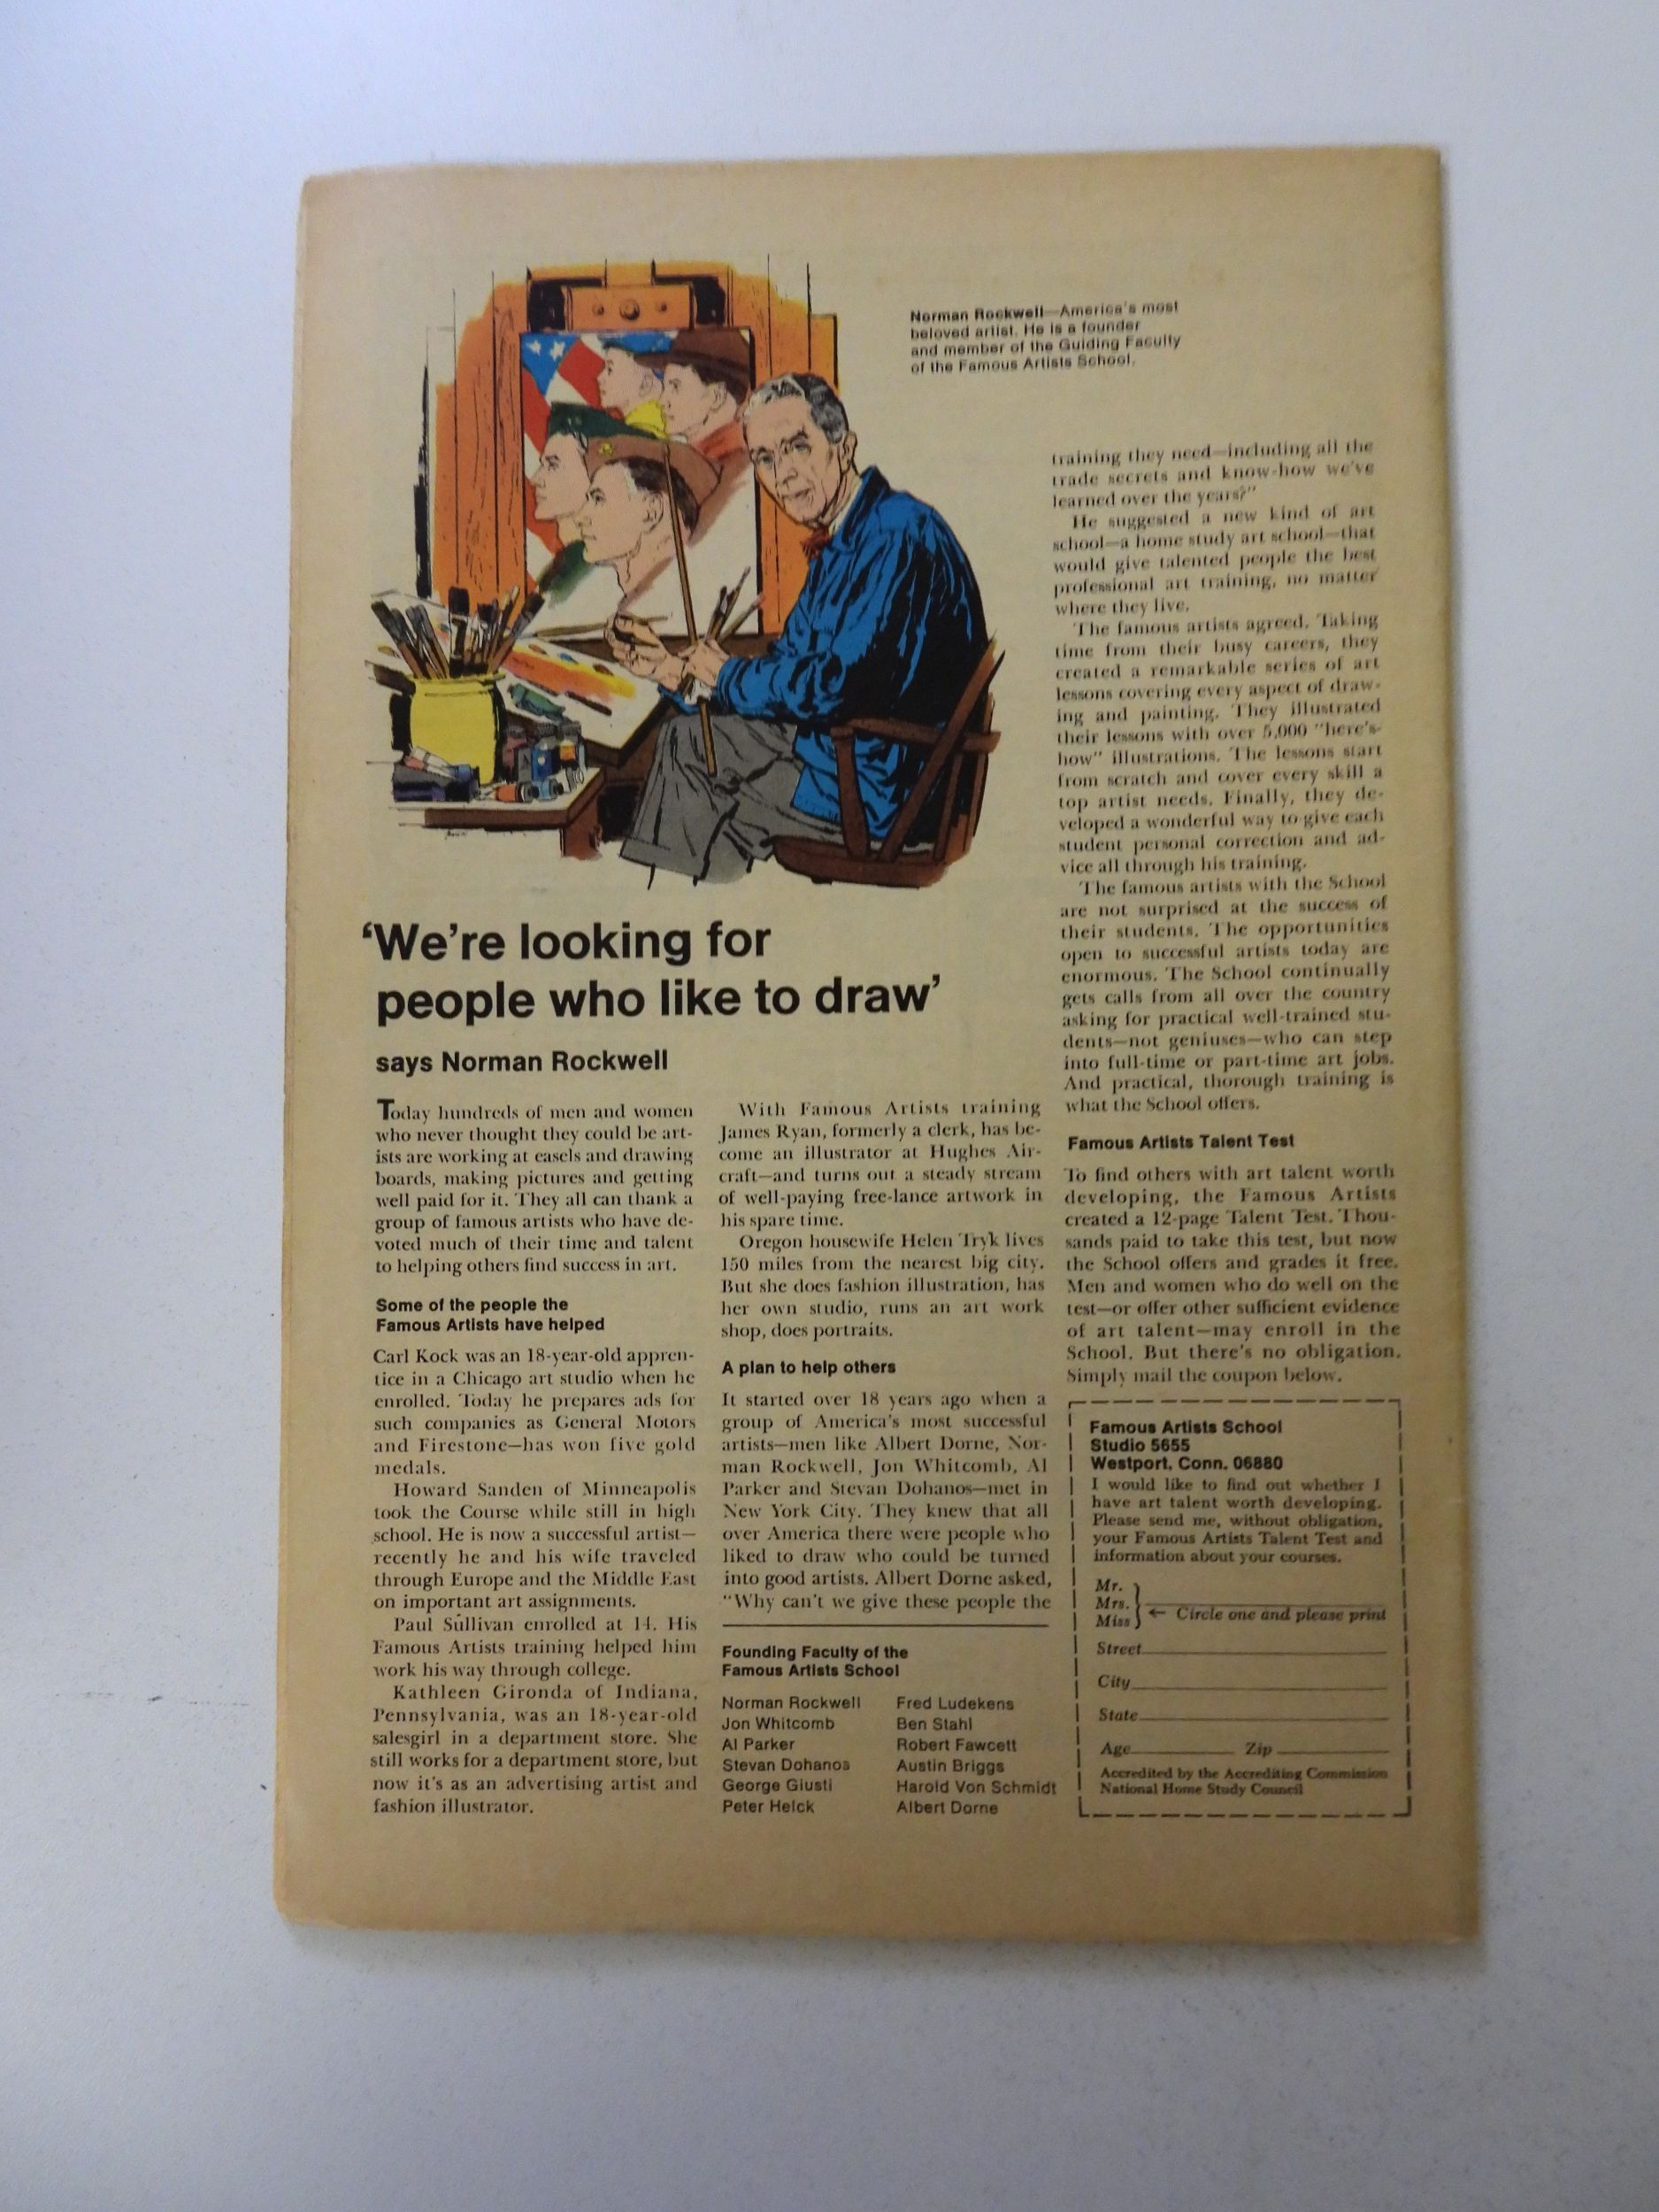 Norman Rockwell—America's most
beloved artist. He is a founder
and member of the Guiding Faculty
of the Famous Artists School.
'We're looking for
people who like to draw'
says Norman Rockwell
Today hundreds of men and women
who never thought they could be art-
ists are working at easels and drawing
boards, making pictures and getting
well paid for it. They all can thank a
group of famous artists who have de-
voted much of their time and talent
to helping others find success in art.
Some of the people the
Famous Artists have helped
Carl Kock was an 18-year-old appren-
tice in a Chicago art studio when he
enrolled. Today he prepares ads for
such companies as General Motors
and Firestone—has won five gold
medals.
Howard Sanden of Minneapolis
took the Course while still in high
school. He is now a successful artist—
recently he and his wife traveled
through Europe and the Middle East
on important art assignments.
Paul Sullivan enrolled at 14. His
Famous Artists training helped him
work his way through college.
Kathleen Gironda of Indiana,
Pennsylvania, was an 18-year-old
salesgirl in a department store. She
still works for a department store, but
now it's as an advertising artist and
fashion illustrator.
With Famous Artists training
James Ryan, formerly a clerk, has be-
come an illustrator at Hughes Air-
craft—and turns out a steady stream
of well-paying free-lance artwork in
his spare time.
Oregon housewife Helen Tryk lives
150 miles from the nearest big city.
But she does fashion illustration, has
her own studio, runs an art work
shop, does portraits.
A plan to help others
It started over 18 years ago when a
group of America's most successful
artists—men like Albert Dorne, Nor-
man Rockwell, Jon Whitcomb, Al
Parker and Stevan Dohanos—met in
New York City. They knew that all
over America there were people who
liked to draw who could be turned
into good artists. Albert Dorne asked,
"Why can't we give these people the
Founding Faculty of the
Famous Artists School
Norman Rockwell
Jon Whitcomb
Al Parker
Stevan Dohanos
George Giusti
Peter Helck
Fred Ludekens
Ben Stahl
Robert Fawcett
Austin Briggs
Harold Von Schmidt
Albert Dorne
training they need—including all the
trade secrets and know-how we've
learned over the years?"
He suggested a new kind of art
school—a home study art school—that
would give talented people the best
professional art training, no matter
where they live.
The famous artists agreed. Taking
time from their busy careers, they
created a remarkable series of art
lessons covering every aspect of draw-
ing and painting. They illustrated
their lessons with over 5,000 "here's-
how" illustrations. The lessons start
from scratch and cover every skill a
top artist needs. Finally, they de-
veloped a wonderful way to give each
student personal correction and ad-
vice all through his training.
The famous artists with the School
are not surprised at the success of
their students. The opportunities
open to successful artists today are
enormous. The School continually
gets calls from all over the country
asking for practical well-trained stu-
dents—not geniuses—who can step
into full-time or part-time art jobs.
And practical, thorough training is
what the School offers.
Famous Artists Talent Test
To find others with art talent worth
developing, the Famous Artists
created a 12-page Talent Test. Thou-
sands paid to take this test, but now
the School offers and grades it free.
Men and women who do well on the
test—or offer other sufficient evidence
of art talent—may enroll in the
School. But there's no obligation.
Simply mail the coupon below.
Famous Artists School
Studio 5655
Westport, Conn. 06880
I would like to find out whether I
have art talent worth developing.
Please send me, without obligation,
your Famous Artists Talent Test and
information about your courses.
Mr.
Mrs.
Miss
← Circle one and please print
Street
City
State
Age Zip
Accredited by the Accrediting Commission
National Home Study Council